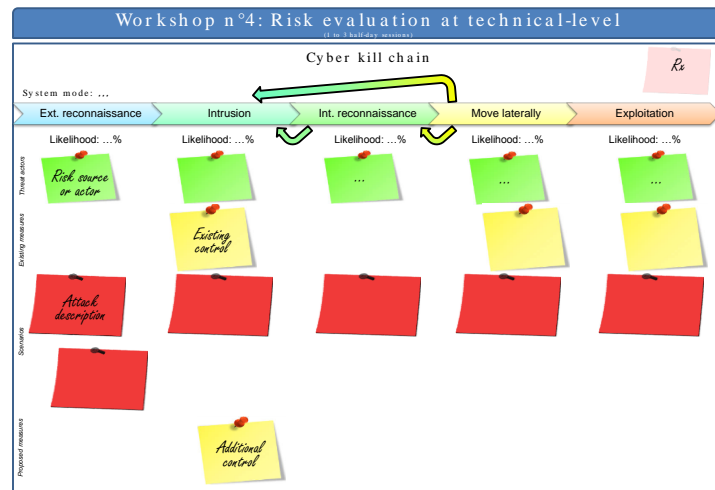 Workshop n°4: Risk evaluation at technical-level
(1 to 3 half-day sessions)
Cyber kill chain
Rx
System mode: ...
Ext. reconnaissance
Intrusion
Int. reconnaissance
Move laterally
Exploitation
Likelihood: ...%
Likelihood: ...%
Likelihood: ...%
Likelihood: ...%
Likelihood: ...%
Threat actors
Risk source
or actor
...
...
...
Existing measures
Existing
control
Scenarios
Attack
description
Proposed measures
Additional
control